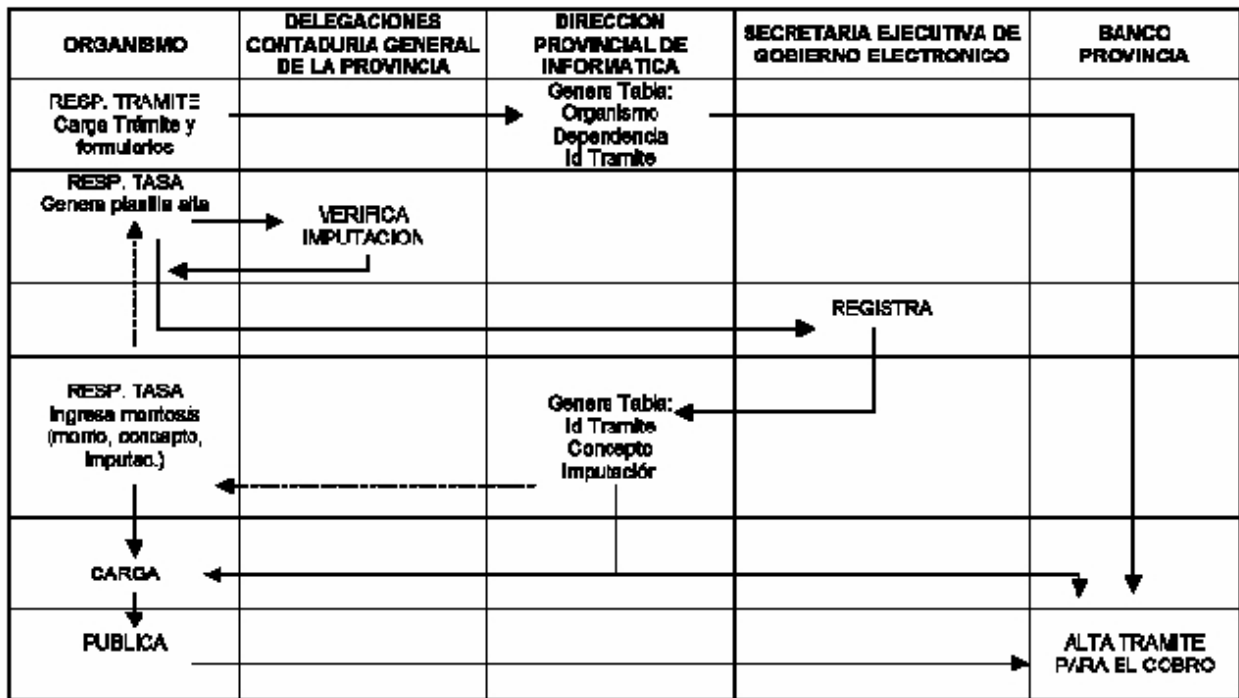 ORGANISMO
DELEGACIONES
CONTADURIA GENERAL
DE LA PROVINCIA
DIRECCION
PROVINCIAL DE
INFORMATICA
SECRETARIA EJECUTIVA DE
GOBIERNO ELECTRONICO
BANCO
PROVINCIA
RESP. TRAMITE
Carga Trámite y
formularios
Genera Tabla:
Organismo
Dependencia
Id Tramite
RESP. TASA
Genera planilla alta
VERIFICA
IMPUTACION
REGISTRA
RESP. TASA
Ingresa montosis
(monto, concepto,
imputac.)
Genera Tabla:
Id Tramite
Concepto
Imputación
CARGA
PUBLICA
ALTA TRAMITE
PARA EL COBRO